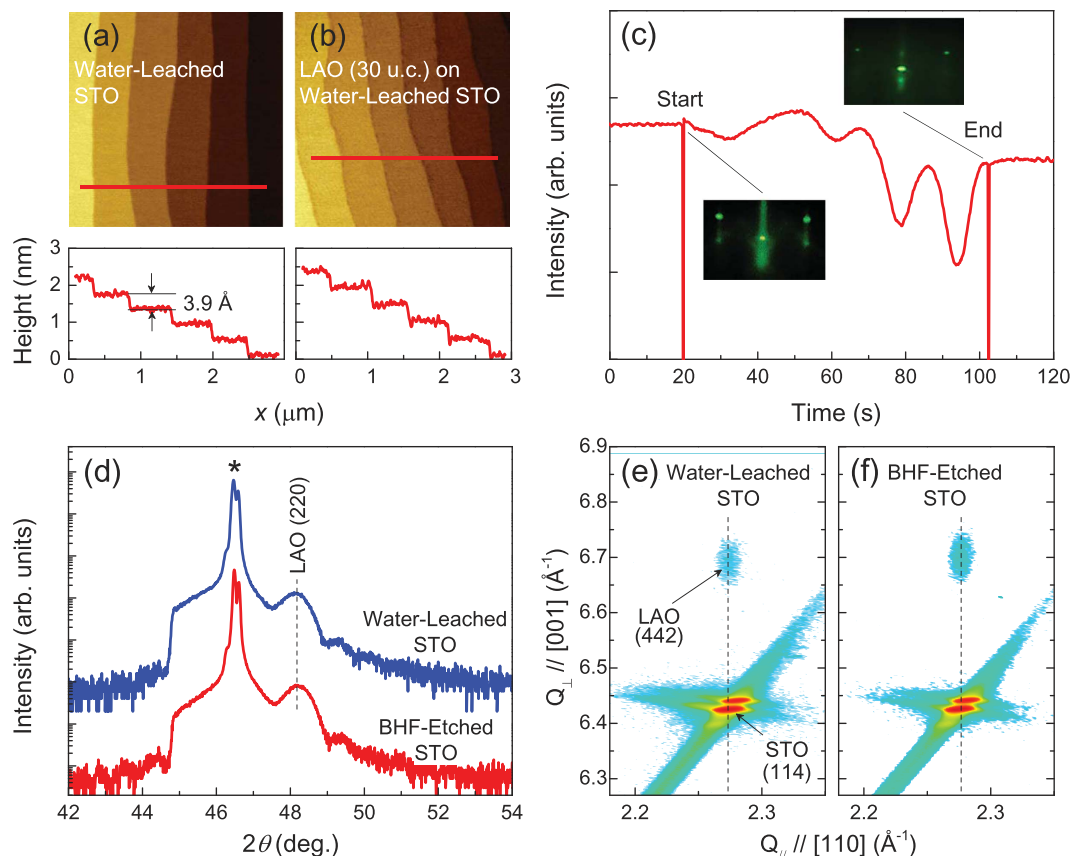 (a)
Water-Leached
STO
(b)
LAO (30 u.c.) on
Water-Leached STO
Height (nm)
3
2
1
0
3.9 Å
0 1 2
0 1 2 3
x (μm)
(c)
Intensity (arb. units)
Start
End
0 20 40 60 80 100 120
Time (s)
(d)
Intensity (arb. units)
*
LAO (220)
Water-Leached
STO
BHF-Etched
STO
42 44 46 48 50 52 54
2θ (deg.)
(e)
Water-Leached
STO
LAO
(442)
STO
(114)
(f)
BHF-Etched
STO
Q⊥ // [001] (Å⁻¹)
6.9
6.8
6.7
6.6
6.5
6.4
6.3
2.2 2.3
2.2 2.3
Q// // [110] (Å⁻¹)